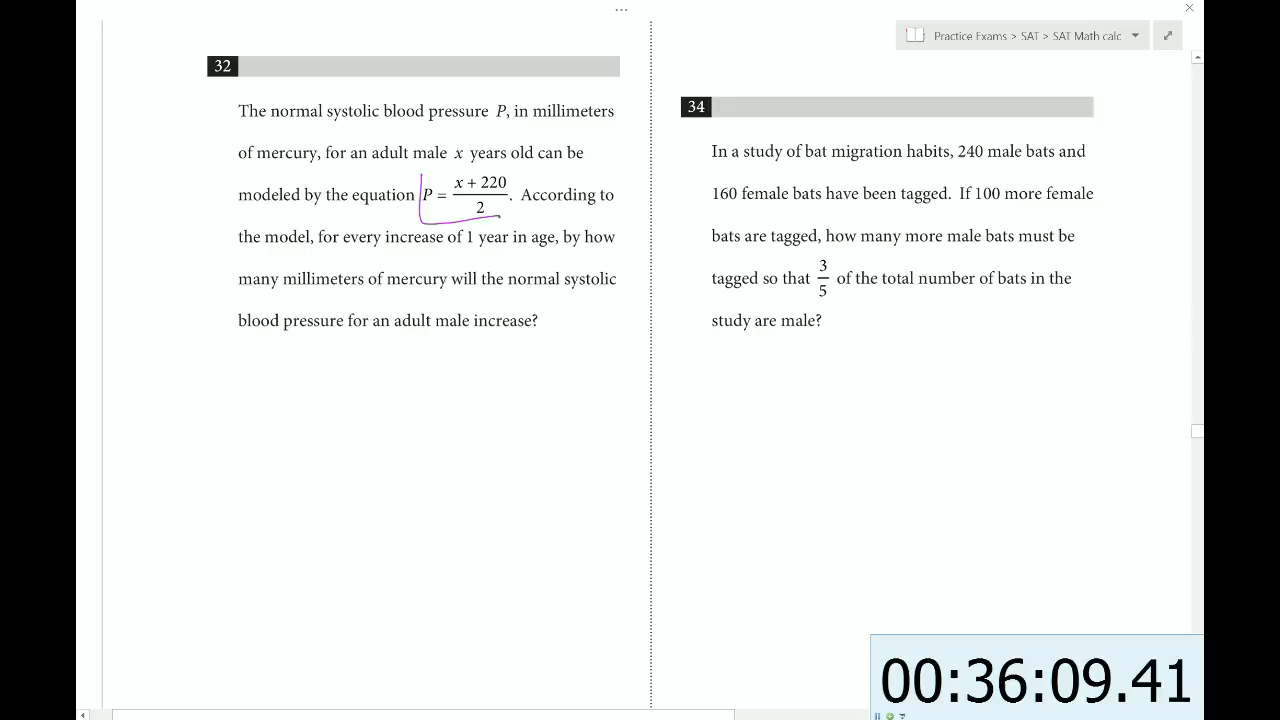 ...
Practice Exams > SAT > SAT Math calc
32
The normal systolic blood pressure P, in millimeters
of mercury, for an adult male x years old can be
modeled by the equation P = (x + 220)/2. According to
the model, for every increase of 1 year in age, by how
many millimeters of mercury will the normal systolic
blood pressure for an adult male increase?
34
In a study of bat migration habits, 240 male bats and
160 female bats have been tagged. If 100 more female
bats are tagged, how many more male bats must be
tagged so that 3/5 of the total number of bats in the
study are male?
00:36:09.41